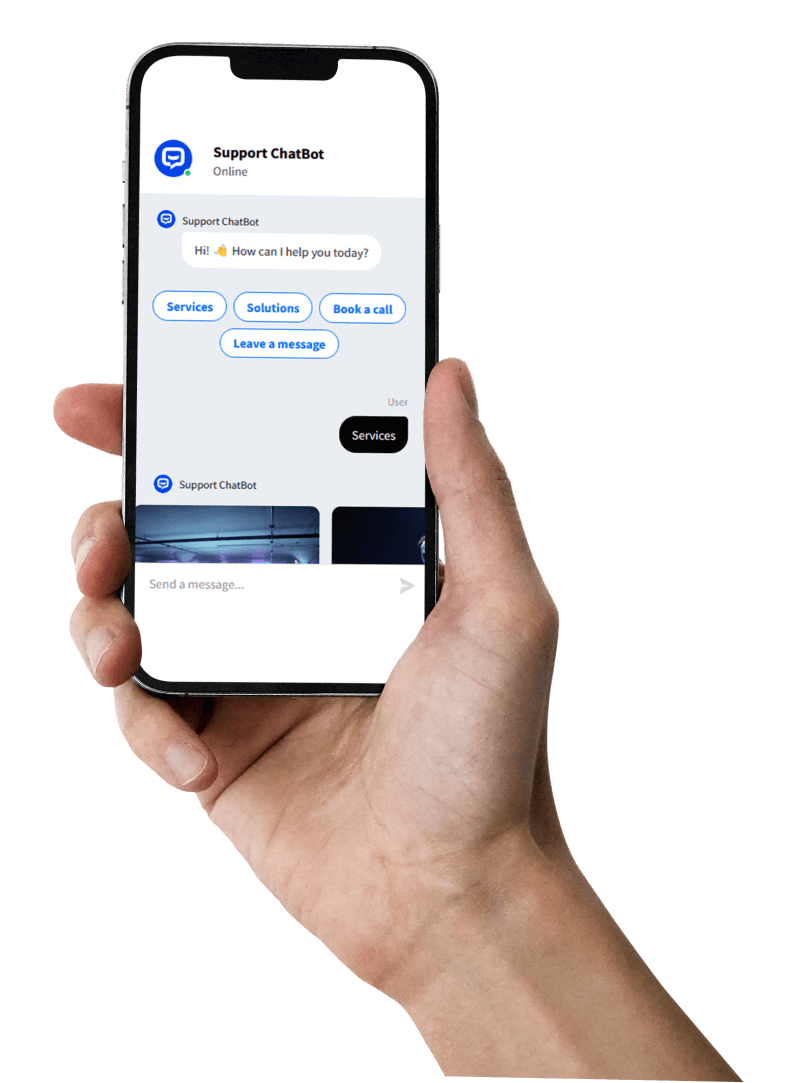 Support ChatBot
Online
Support ChatBot
Hi! 👋 How can I help you today?
Services
Solutions
Book a call
Leave a message
User
Services
Support ChatBot
Send a message...